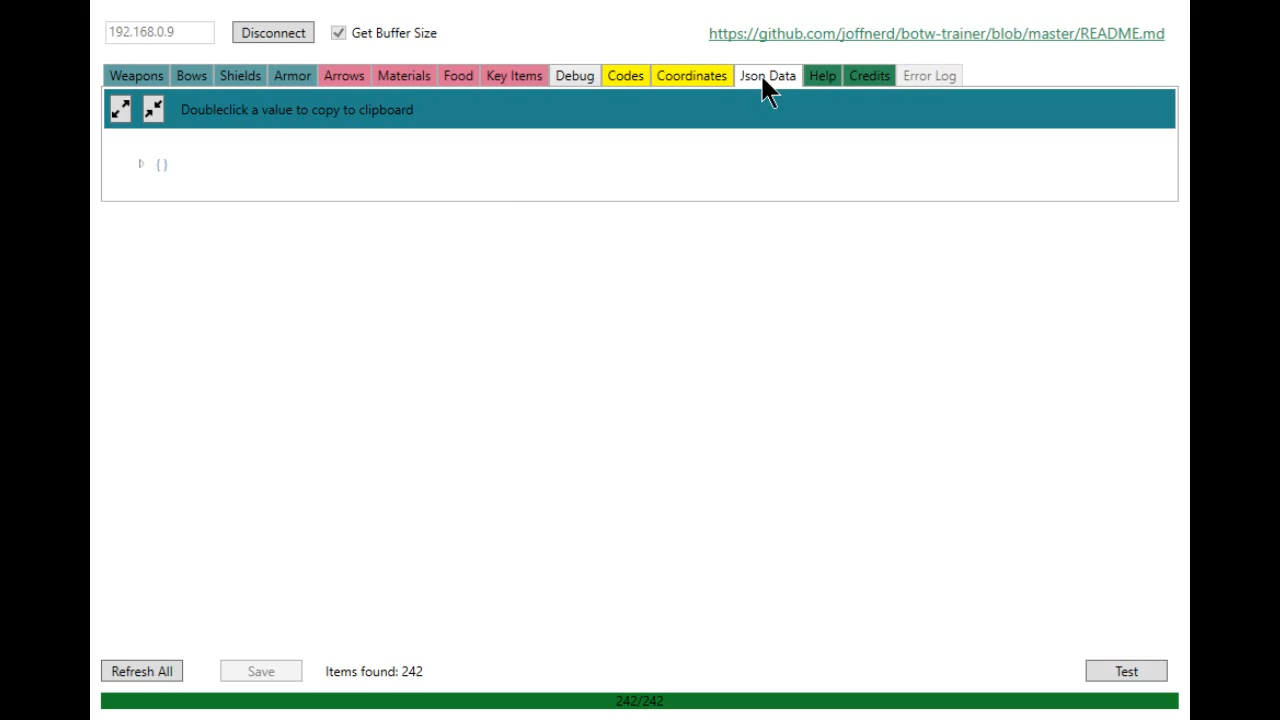 192.168.0.9 Disconnect Get Buffer Size https://github.com/joffnerd/botw-trainer/blob/master/README.md
Weapons Bows Shields Armor Arrows Materials Food Key Items Debug Codes Coordinates Json Data Help Credits Error Log
Doubleclick a value to copy to clipboard
{}
Refresh All Save Items found: 242 Test
242/242